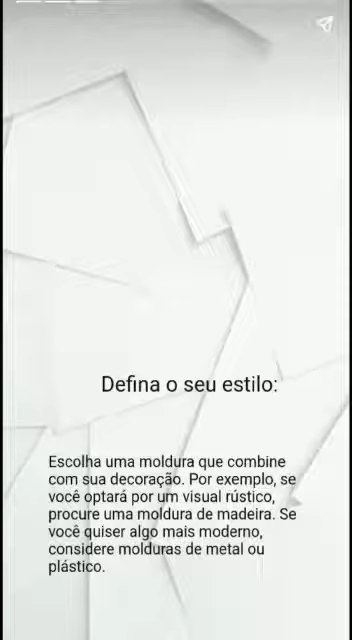 Defina o seu estilo:
Escolha uma moldura que combine
com sua decoração. Por exemplo, se
você optará por um visual rústico,
procure uma moldura de madeira. Se
você quiser algo mais moderno,
considere molduras de metal ou
plástico.